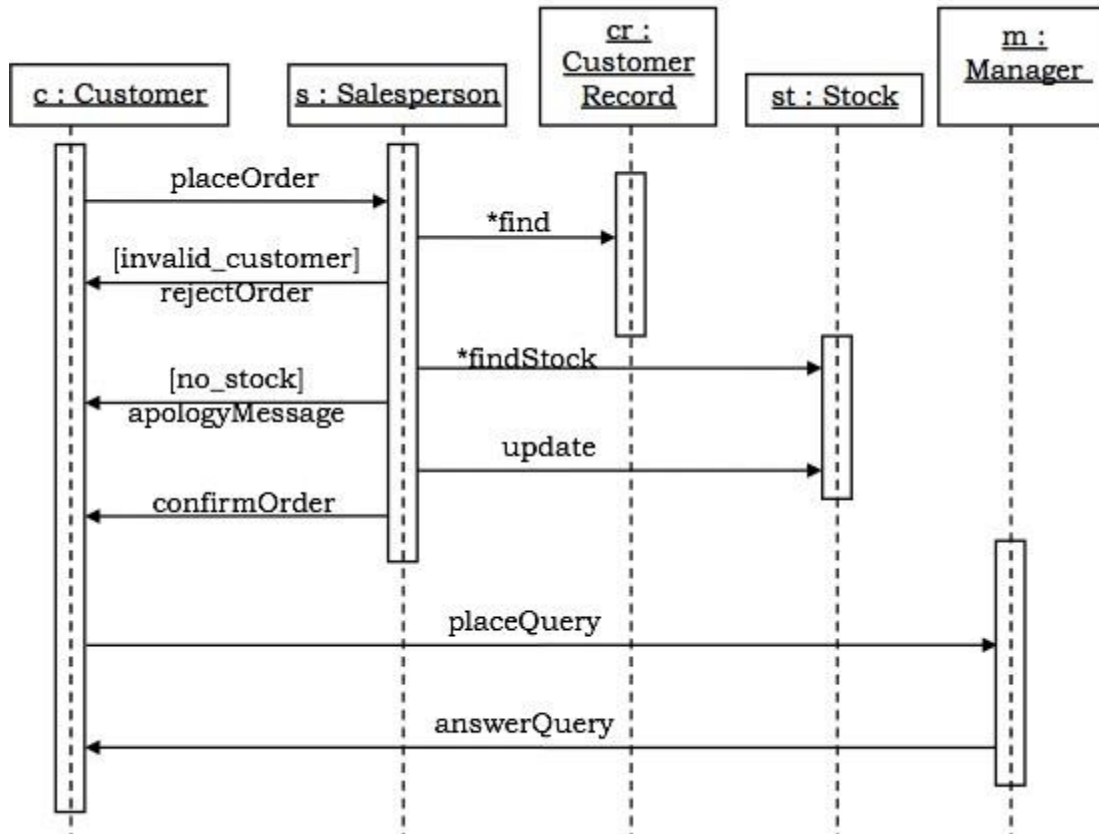 c : Customer
s : Salesperson
cr :
Customer
Record
st : Stock
m :
Manager
placeOrder
*find
[invalid_customer]
rejectOrder
*findStock
[no_stock]
apologyMessage
update
confirmOrder
placeQuery
answerQuery